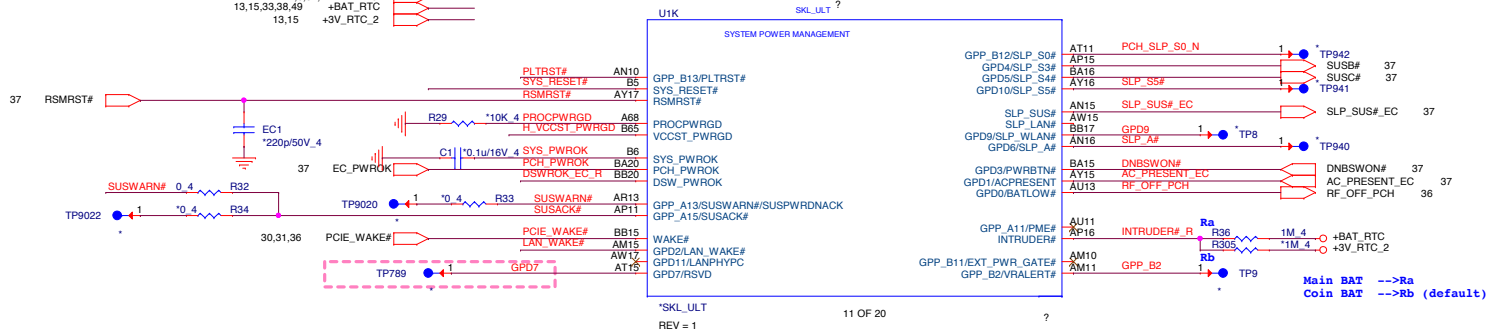 13,15,33,38,49 +BAT_RTC
13,15 +3V_RTC_2
U1K
SKL_ULT
?
SYSTEM POWER MANAGEMENT
PLTRST# AN10 GPP_B13/PLTRST#
SYS_RESET# B5 SYS_RESET#
37 RSMRST# RSMRST# AY17 RSMRST#
EC1
*220p/50V_4
R29 *10K_4 PROCPWRGD A68 PROCPWRGD
H_VCCST_PWRGD B65 VCCST_PWRGD
C1 *0.1u/16V_4 SYS_PWROK B6 SYS_PWROK
37 EC_PWROK PCH_PWROK BA20 PCH_PWROK
DSWROK_EC_R BB20 DSW_PWROK
SUSWARN# 0_4 R32
TP9022 1 *0_4 R34
*
TP9020 1 *0_4 R33 SUSWARN# AR13 GPP_A13/SUSWARN#/SUSPWRDNACK
*
SUSACK# AP11 GPP_A15/SUSACK#
30,31,36 PCIE_WAKE# PCIE_WAKE# BB15 WAKE#
LAN_WAKE# AM15 GPD2/LAN_WAKE#
AW17 GPD11/LANPHYPC
TP789 1 GPD7 AT15 GPD7/RSVD
*
GPP_B12/SLP_S0# AT11 PCH_SLP_S0_N 1 * TP942
GPD4/SLP_S3# AP15 SUSB# 37
GPD5/SLP_S4# BA16 SUSC# 37
GPD10/SLP_S5# AY16 SLP_S5# 1 * TP941
SLP_SUS# AN15 SLP_SUS#_EC SLP_SUS#_EC 37
SLP_LAN# AW15
GPD9/SLP_WLAN# BB17 GPD9 1 * TP8
GPD6/SLP_A# AN16 SLP_A# 1 * TP940
GPD3/PWRBTN# BA15 DNBSWON# DNBSWON# 37
GPD1/ACPRESENT AY15 AC_PRESENT_EC AC_PRESENT_EC 37
GPD0/BATLOW# AU13 RF_OFF_PCH RF_OFF_PCH 36
GPP_A11/PME# AU11
Ra
INTRUDER# AP16 INTRUDER#_R R36 1M_4 +BAT_RTC
R305 *1M_4 +3V_RTC_2
Rb
GPP_B11/EXT_PWR_GATE# AM10
GPP_B2/VRALERT# AM11 GPP_B2 1 TP9
*
Main BAT -->Ra
Coin BAT -->Rb (default)
*SKL_ULT
REV = 1
11 OF 20
?